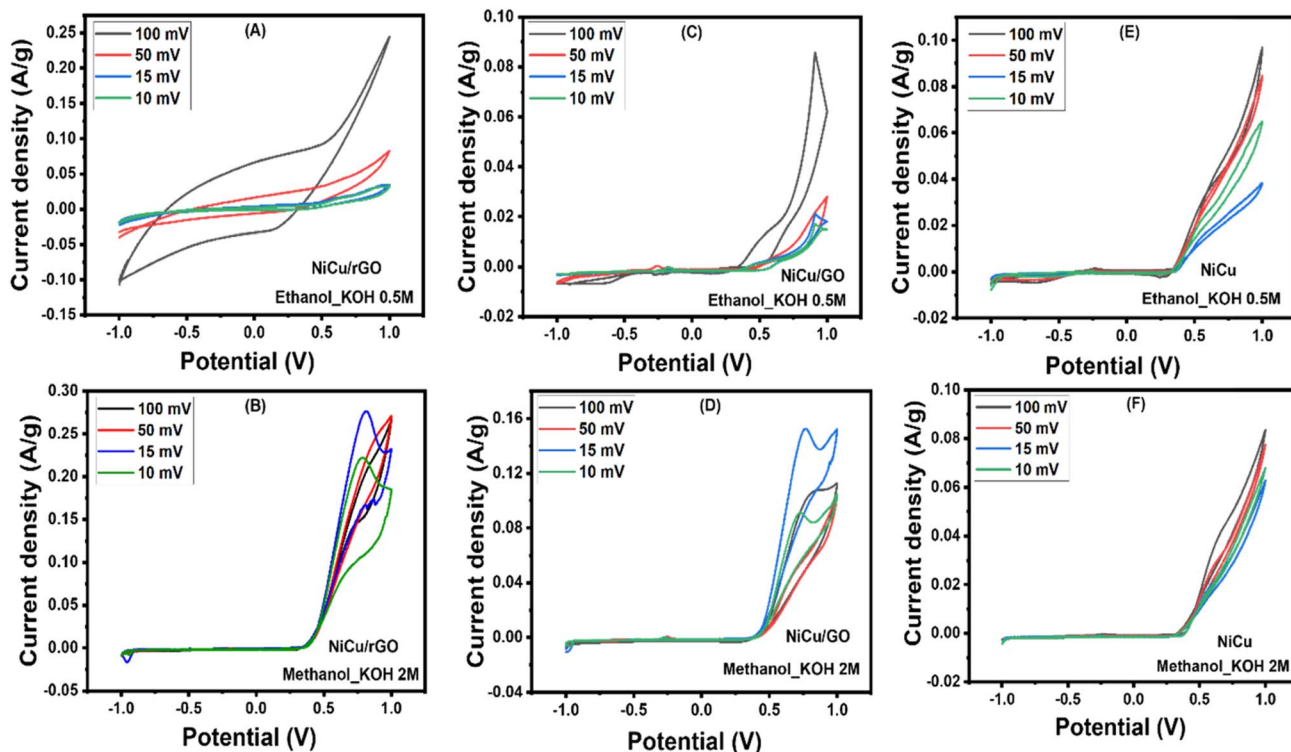 (A)
100 mV
50 mV
15 mV
10 mV
Current density (A/g)
0.25
0.20
0.15
0.10
0.05
0.00
-0.05
-0.10
-0.15
NiCu/rGO
Ethanol_KOH 0.5M
-1.0 -0.5 0.0 0.5 1.0
Potential (V)
(C)
100 mV
50 mV
15 mV
10 mV
Current density (A/g)
0.10
0.08
0.06
0.04
0.02
0.00
-0.02
NiCu/GO
Ethanol_KOH 0.5M
-1.0 -0.5 0.0 0.5 1.0
Potential (V)
(E)
100 mV
50 mV
15 mV
10 mV
Current density (A/g)
0.10
0.08
0.06
0.04
0.02
0.00
-0.02
NiCu
Ethanol_KOH 0.5M
-1.0 -0.5 0.0 0.5 1.0
Potential (V)
(B)
100 mV
50 mV
15 mV
10 mV
Current density (A/g)
0.30
0.25
0.20
0.15
0.10
0.05
0.00
-0.05
NiCu/rGO
Methanol_KOH 2M
-1.0 -0.5 0.0 0.5 1.0
Potential (V)
(D)
100 mV
50 mV
15 mV
10 mV
Current density (A/g)
0.16
0.12
0.08
0.04
0.00
-0.04
NiCu/GO
Methanol_KOH 2M
-1.0 -0.5 0.0 0.5 1.0
Potential (V)
(F)
100 mV
50 mV
15 mV
10 mV
Current density (A/g)
0.10
0.08
0.06
0.04
0.02
0.00
-0.02
NiCu
Methanol_KOH 2M
-1.0 -0.5 0.0 0.5 1.0
Potential (V)